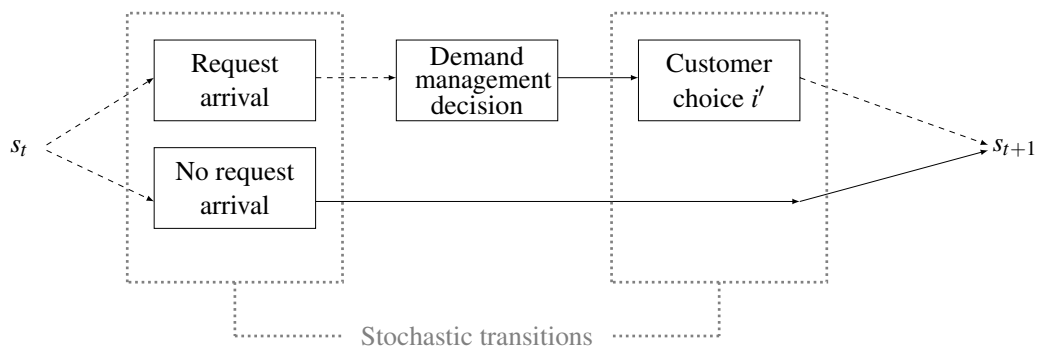 Request
arrival
Demand
management
decision
Customer
choice i′
s_t
s_{t+1}
No request
arrival
Stochastic transitions